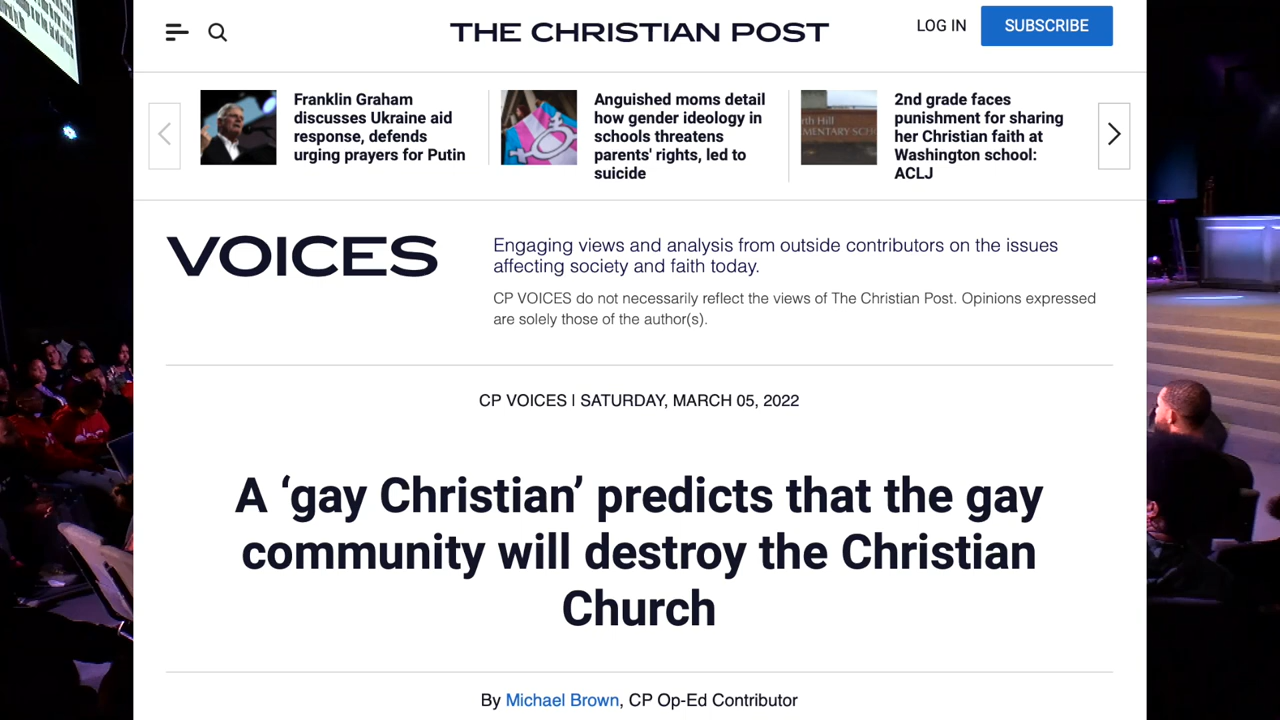 THE CHRISTIAN POST
LOG IN
SUBSCRIBE
Franklin Graham
discusses Ukraine aid
response, defends
urging prayers for Putin
Anguished moms detail
how gender ideology in
schools threatens
parents' rights, led to
suicide
rth Hill
MENTARY SCH
2nd grade faces
punishment for sharing
her Christian faith at
Washington school:
ACLJ
VOICES
Engaging views and analysis from outside contributors on the issues
affecting society and faith today.
CP VOICES do not necessarily reflect the views of The Christian Post. Opinions expressed
are solely those of the author(s).
CP VOICES | SATURDAY, MARCH 05, 2022
A ‘gay Christian’ predicts that the gay
community will destroy the Christian
Church
By Michael Brown, CP Op-Ed Contributor